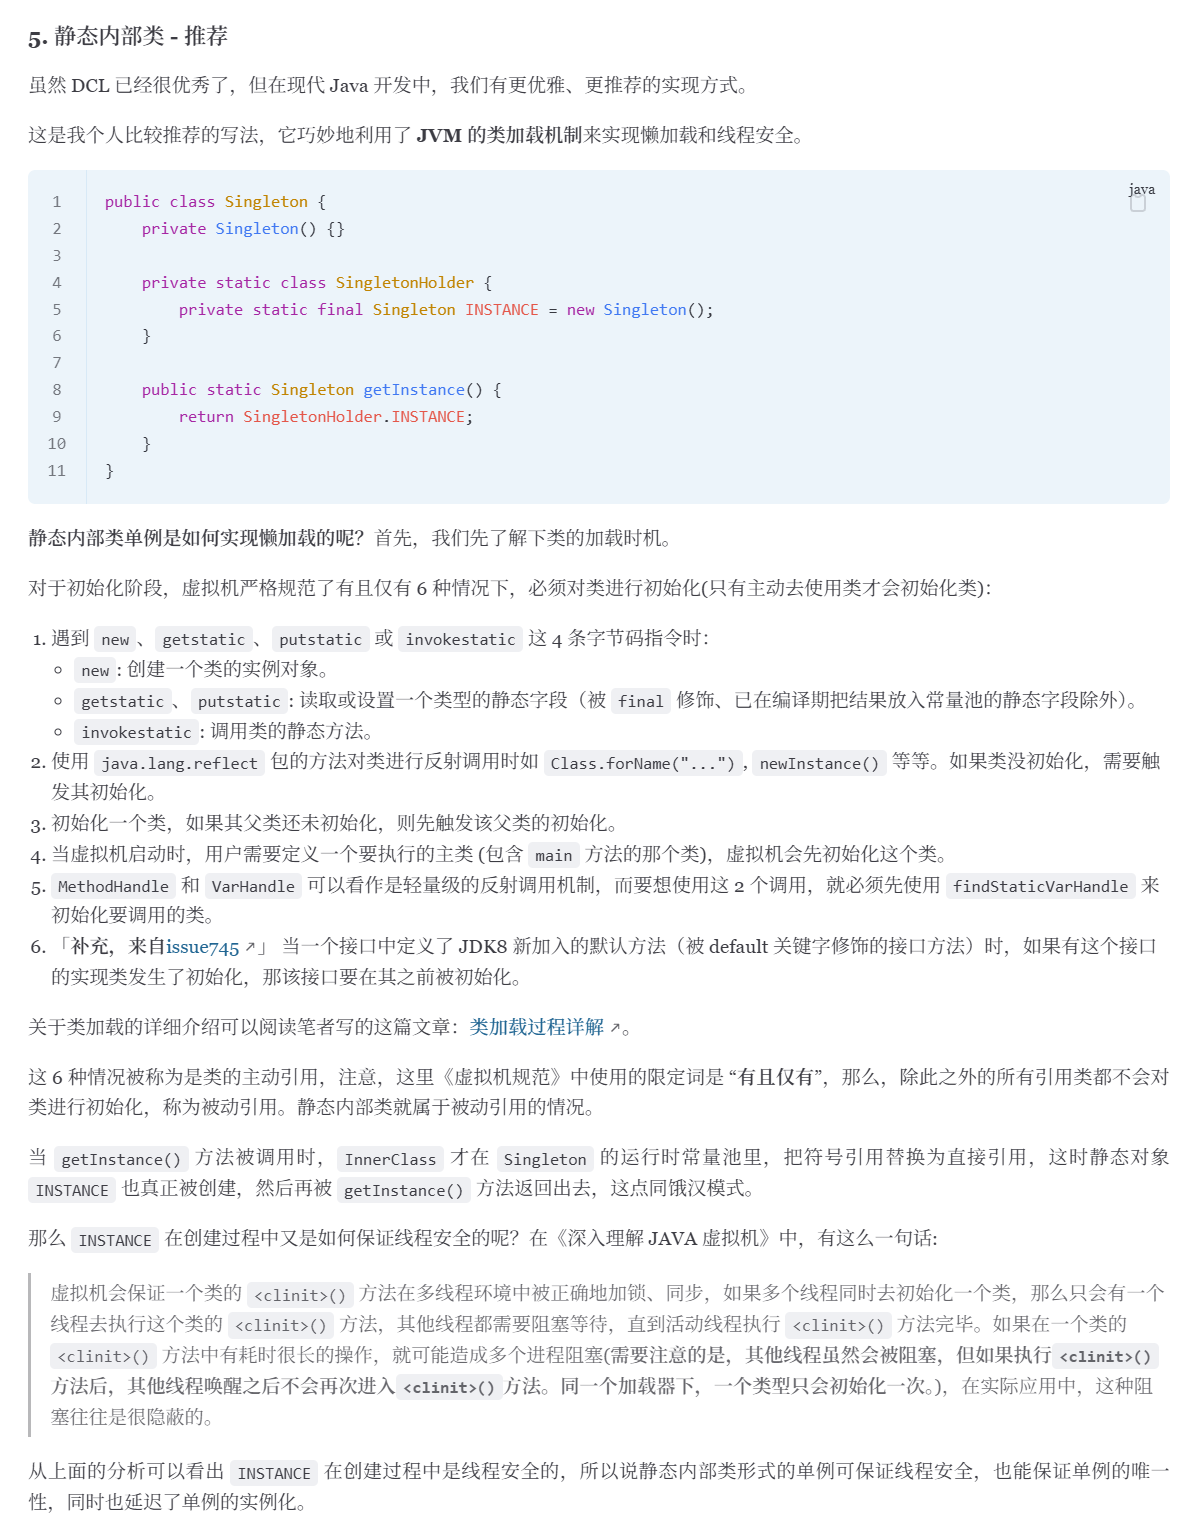 5. 静态内部类 - 推荐
虽然 DCL 已经很优秀了，但在现代 Java 开发中，我们有更优雅、更推荐的实现方式。
这是我个人比较推荐的写法，它巧妙地利用了 JVM 的类加载机制来实现懒加载和线程安全。
java
1 public class Singleton {
2     private Singleton() {}
3
4     private static class SingletonHolder {
5         private static final Singleton INSTANCE = new Singleton();
6     }
7
8     public static Singleton getInstance() {
9         return SingletonHolder.INSTANCE;
10     }
11 }
静态内部类单例是如何实现懒加载的呢？首先，我们先了解下类的加载时机。
对于初始化阶段，虚拟机严格规范了有且仅有 6 种情况下，必须对类进行初始化(只有主动去使用类才会初始化类)：
1. 遇到 new、getstatic、putstatic 或 invokestatic 这 4 条字节码指令时：
○ new: 创建一个类的实例对象。
○ getstatic、putstatic: 读取或设置一个类型的静态字段（被 final 修饰、已在编译期把结果放入常量池的静态字段除外）。
○ invokestatic: 调用类的静态方法。
2. 使用 java.lang.reflect 包的方法对类进行反射调用时如 Class.forName("..."), newInstance() 等等。如果类没初始化，需要触
发其初始化。
3. 初始化一个类，如果其父类还未初始化，则先触发该父类的初始化。
4. 当虚拟机启动时，用户需要定义一个要执行的主类 (包含 main 方法的那个类)，虚拟机会先初始化这个类。
5. MethodHandle 和 VarHandle 可以看作是轻量级的反射调用机制，而要想使用这 2 个调用，就必须先使用 findStaticVarHandle 来
初始化要调用的类。
6. 「补充，来自issue745↗」 当一个接口中定义了 JDK8 新加入的默认方法（被 default 关键字修饰的接口方法）时，如果有这个接口
的实现类发生了初始化，那该接口要在其之前被初始化。
关于类加载的详细介绍可以阅读笔者写的这篇文章：类加载过程详解↗。
这 6 种情况被称为是类的主动引用，注意，这里《虚拟机规范》中使用的限定词是 “有且仅有”，那么，除此之外的所有引用类都不会对
类进行初始化，称为被动引用。静态内部类就属于被动引用的情况。
当 getInstance() 方法被调用时，InnerClass 才在 Singleton 的运行时常量池里，把符号引用替换为直接引用，这时静态对象
INSTANCE 也真正被创建，然后再被 getInstance() 方法返回出去，这点同饿汉模式。
那么 INSTANCE 在创建过程中又是如何保证线程安全的呢？在《深入理解 JAVA 虚拟机》中，有这么一句话:
虚拟机会保证一个类的 <clinit>() 方法在多线程环境中被正确地加锁、同步，如果多个线程同时去初始化一个类，那么只会有一个
线程去执行这个类的 <clinit>() 方法，其他线程都需要阻塞等待，直到活动线程执行 <clinit>() 方法完毕。如果在一个类的
<clinit>() 方法中有耗时很长的操作，就可能造成多个进程阻塞(需要注意的是，其他线程虽然会被阻塞，但如果执行<clinit>()
方法后，其他线程唤醒之后不会再次进入<clinit>()方法。同一个加载器下，一个类型只会初始化一次。)，在实际应用中，这种阻
塞往往是很隐蔽的。
从上面的分析可以看出 INSTANCE 在创建过程中是线程安全的，所以说静态内部类形式的单例可保证线程安全，也能保证单例的唯一
性，同时也延迟了单例的实例化。